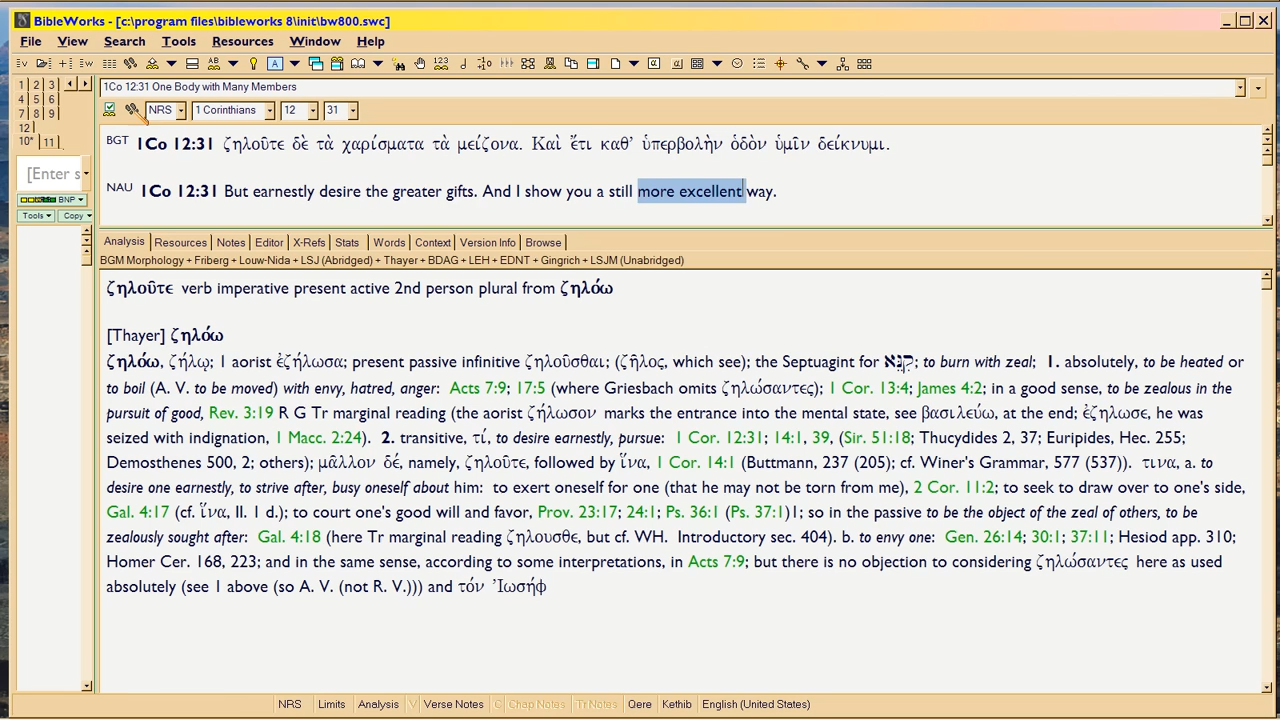 BibleWorks - [c:\program files\bibleworks 8\init\bw800.swc]
File View Search Tools Resources Window Help
1 2 3
4 5 6
7 8 9
12
10* 11
1Co 12:31 One Body with Many Members
NRS 1 Corinthians 12 31
BGT 1Co 12:31 ζηλοῦτε δὲ τὰ χαρίσματα τὰ μείζονα. Καὶ ἔτι καθ' ὑπερβολὴν ὁδὸν ὑμῖν δείκνυμι.
[Enter s
NAU 1Co 12:31 But earnestly desire the greater gifts. And I show you a still more excellent way.
BNP
Tools Copy
Analysis Resources Notes Editor X-Refs Stats Words Context Version Info Browse
BGM Morphology + Friberg + Louw-Nida + LSJ (Abridged) + Thayer + BDAG + LEH + EDNT + Gingrich + LSJM (Unabridged)
ζηλοῦτε verb imperative present active 2nd person plural from ζηλόω
[Thayer] ζηλόω
ζηλόω, ζήλῳ; 1 aorist ἐζήλωσα; present passive infinitive ζηλοῦσθαι; (ζῆλος, which see); the Septuagint for קִנֵּא; to burn with zeal; 1. absolutely, to be heated or
to boil (A. V. to be moved) with envy, hatred, anger: Acts 7:9; 17:5 (where Griesbach omits ζηλώσαντες); 1 Cor. 13:4; James 4:2; in a good sense, to be zealous in the
pursuit of good, Rev. 3:19 R G Tr marginal reading (the aorist ζήλωσον marks the entrance into the mental state, see βασιλεύω, at the end; ἐζήλωσε, he was
seized with indignation, 1 Macc. 2:24). 2. transitive, τί, to desire earnestly, pursue: 1 Cor. 12:31; 14:1, 39, (Sir. 51:18; Thucydides 2, 37; Euripides, Hec. 255;
Demosthenes 500, 2; others); μᾶλλον δέ, namely, ζηλοῦτε, followed by ἵνα, 1 Cor. 14:1 (Buttmann, 237 (205); cf. Winer's Grammar, 577 (537)). τινα, a. to
desire one earnestly, to strive after, busy oneself about him: to exert oneself for one (that he may not be torn from me), 2 Cor. 11:2; to seek to draw over to one's side,
Gal. 4:17 (cf. ἵνα, II. 1 d.); to court one's good will and favor, Prov. 23:17; 24:1; Ps. 36:1 (Ps. 37:1)1; so in the passive to be the object of the zeal of others, to be
zealously sought after: Gal. 4:18 (here Tr marginal reading ζηλουσθε, but cf. WH. Introductory sec. 404). b. to envy one: Gen. 26:14; 30:1; 37:11; Hesiod app. 310;
Homer Cer. 168, 223; and in the same sense, according to some interpretations, in Acts 7:9; but there is no objection to considering ζηλώσαντες here as used
absolutely (see 1 above (so A. V. (not R. V.))) and τόν Ἰωσήφ
NRS Limits Analysis V Verse Notes C Chap Notes Tr Notes Qere Kethib English (United States)